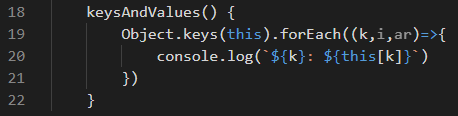 18 keysAndValues() {
19 Object.keys(this).forEach((k,i,ar)=>{
20 console.log(`${k}: ${this[k]}`)
21 })
22 }